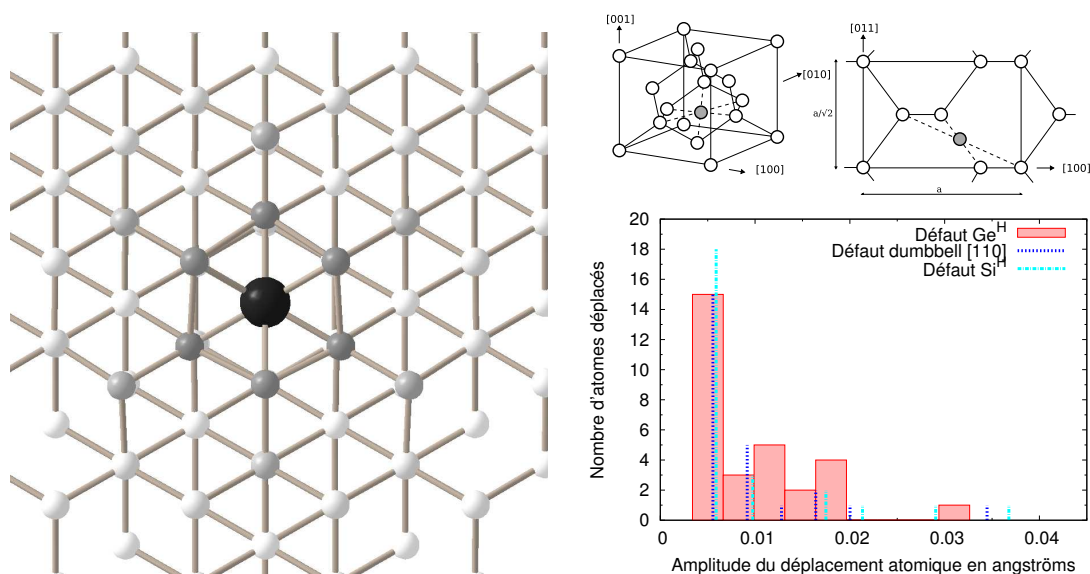 [001]
[010]
[100]
[011]
a/√2
[100]
a
Nombre d'atomes déplacés
20
18
16
14
12
10
8
6
4
2
0
Défaut Ge^H
Défaut dumbbell [110]
Défaut Si^H
0 0.01 0.02 0.03 0.04
Amplitude du déplacement atomique en angströms